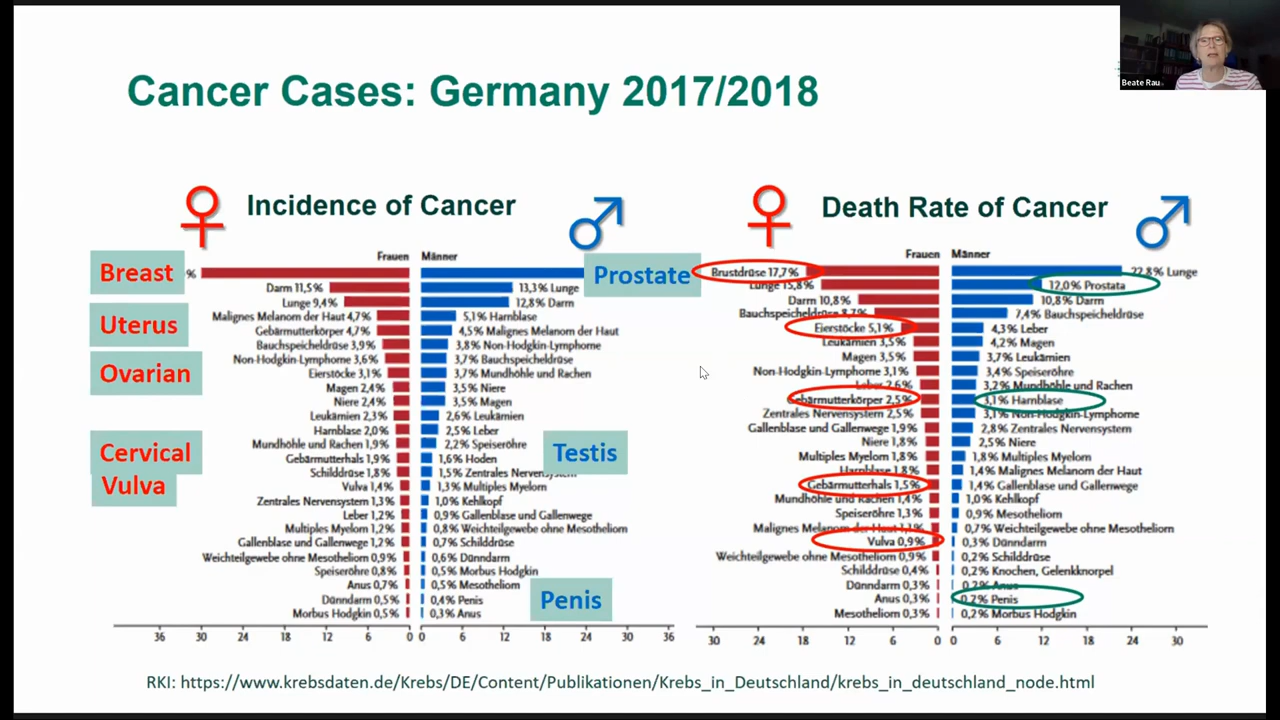 Beate Rau
Cancer Cases: Germany 2017/2018
Incidence of Cancer
Frauen
Männer
Breast
%
Prostate
Darm 11,5%
13,3% Lunge
Lunge 9,4%
12,8% Darm
Uterus
Malignes Melanom der Haut 4,7%
5,1% Harnblase
Gebärmutterkörper 4,7%
4,5% Malignes Melanom der Haut
Bauchspeicheldrüse 3,9%
3,8% Non-Hodgkin-Lymphome
Non-Hodgkin-Lymphome 3,6%
3,7% Bauchspeicheldrüse
Ovarian
Eierstöcke 3,1%
3,7% Mundhöhle und Rachen
Magen 2,4%
3,5% Niere
Niere 2,4%
3,5% Magen
Leukämien 2,3%
2,6% Leukämien
Harnblase 2,0%
2,5% Leber
Mundhöhle und Rachen 1,9%
2,2% Speiseröhre
Cervical
Gebärmutterhals 1,9%
1,6% Hoden
Testis
Schilddrüse 1,8%
1,5% Zentrales Nervensystem
Vulva
Vulva 1,4%
1,3% Multiples Myelom
Zentrales Nervensystem 1,3%
1,0% Kehlkopf
Leber 1,2%
0,9% Gallenblase und Gallenwege
Multiples Myelom 1,2%
0,8% Weichteilgewebe ohne Mesotheliom
Gallenblase und Gallenwege 1,2%
0,7% Schilddrüse
Weichteilgewebe ohne Mesotheliom 0,9%
0,6% Dünndarm
Speiseröhre 0,8%
0,5% Morbus Hodgkin
Anus 0,7%
0,5% Mesotheliom
Dünndarm 0,5%
0,4% Penis
Penis
Morbus Hodgkin 0,5%
0,3% Anus
36 30 24 18 12 6 0 0 6 12 18 24 30 36
Death Rate of Cancer
Frauen
Männer
Brustdrüse 17,7%
22,8% Lunge
Lunge 15,8%
12,0% Prostata
Darm 10,8%
10,8% Darm
Bauchspeicheldrüse 8,7%
7,4% Bauchspeicheldrüse
Eierstöcke 5,1%
4,3% Leber
Leukämien 3,5%
4,2% Magen
Magen 3,5%
3,7% Leukämien
Non-Hodgkin-Lymphome 3,1%
3,4% Speiseröhre
Leber 2,6%
3,2% Mundhöhle und Rachen
Gebärmutterkörper 2,5%
3,1% Harnblase
Zentrales Nervensystem 2,5%
3,1% Non-Hodgkin-Lymphome
Gallenblase und Gallenwege 1,9%
2,8% Zentrales Nervensystem
Niere 1,8%
2,5% Niere
Multiples Myelom 1,8%
1,8% Multiples Myelom
Harnblase 1,8%
1,4% Malignes Melanom der Haut
Gebärmutterhals 1,5%
1,4% Gallenblase und Gallenwege
Mundhöhle und Rachen 1,4%
1,0% Kehlkopf
Speiseröhre 1,3%
0,9% Mesotheliom
Malignes Melanom der Haut 1,1%
0,7% Weichteilgewebe ohne Mesotheliom
Vulva 0,9%
0,3% Dünndarm
Weichteilgewebe ohne Mesotheliom 0,9%
0,2% Schilddrüse
Schilddrüse 0,4%
0,2% Knochen, Gelenkknorpel
Dünndarm 0,3%
0,2% Anus
Anus 0,3%
0,2% Penis
Mesotheliom 0,3%
0,2% Morbus Hodgkin
30 24 18 12 6 0 0 6 12 18 24 30
RKI: https://www.krebsdaten.de/Krebs/DE/Content/Publikationen/Krebs_in_Deutschland/krebs_in_deutschland_node.html